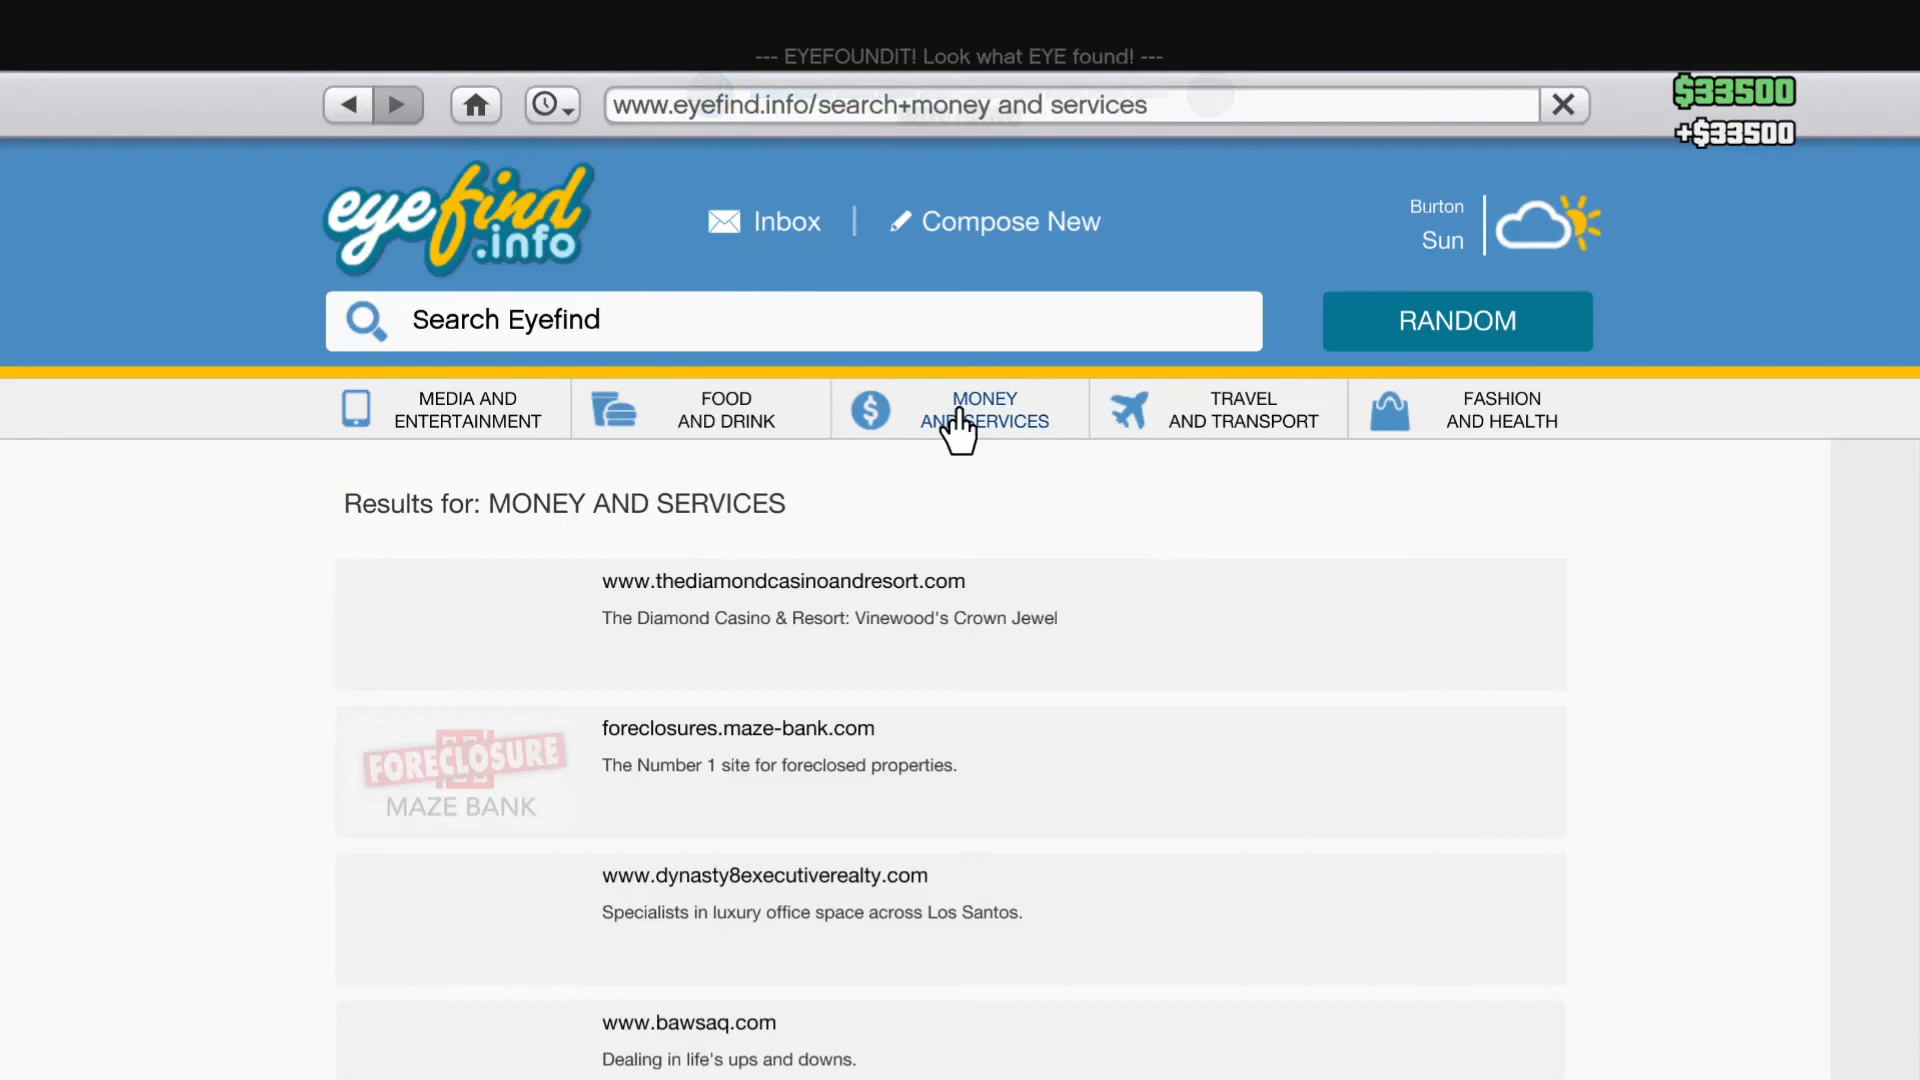 --- EYEFOUNDIT! Look what EYE found! ---
www.eyefind.info/search+money and services
$33500
+$33500
eyefind
.info
Inbox
Compose New
Burton
Sun
Search Eyefind
RANDOM
MEDIA AND
ENTERTAINMENT
FOOD
AND DRINK
MONEY
AND SERVICES
TRAVEL
AND TRANSPORT
FASHION
AND HEALTH
Results for: MONEY AND SERVICES
www.thediamondcasinoandresort.com
The Diamond Casino & Resort: Vinewood's Crown Jewel
FORECLOSURE
MAZE BANK
foreclosures.maze-bank.com
The Number 1 site for foreclosed properties.
www.dynasty8executiverealty.com
Specialists in luxury office space across Los Santos.
www.bawsaq.com
Dealing in life's ups and downs.